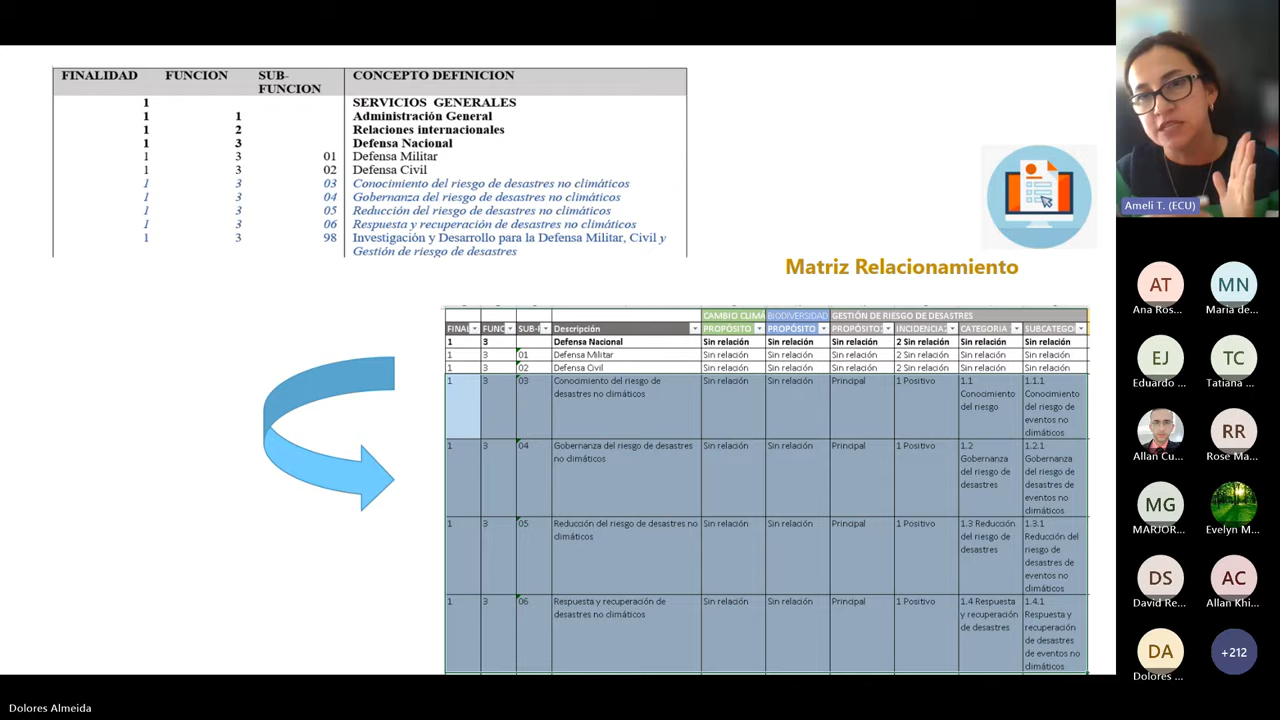 FINALIDAD FUNCION SUB-FUNCION CONCEPTO DEFINICION
1 SERVICIOS GENERALES
1 1 Administración General
1 2 Relaciones internacionales
1 3 Defensa Nacional
1 3 01 Defensa Militar
1 3 02 Defensa Civil
1 3 03 Conocimiento del riesgo de desastres no climáticos
1 3 04 Gobernanza del riesgo de desastres no climáticos
1 3 05 Reducción del riesgo de desastres no climáticos
1 3 06 Respuesta y recuperación de desastres no climáticos
1 3 98 Investigación y Desarrollo para la Defensa Militar, Civil y
Gestión de riesgo de desastres
Matriz Relacionamiento
CAMBIO CLIMÁ BIODIVERSIDAD GESTIÓN DE RIESGO DE DESASTRES
FINAL FUNC SUB-F Descripción PROPÓSITO PROPÓSITO PROPÓSITO INCIDENCIA CATEGORIA SUBCATEGO
1 3 Defensa Nacional Sin relación Sin relación Sin relación 2 Sin relación Sin relación Sin relación
1 3 01 Defensa Militar Sin relación Sin relación Sin relación 2 Sin relación Sin relación Sin relación
1 3 02 Defensa Civil Sin relación Sin relación Sin relación 2 Sin relación Sin relación Sin relación
1 3 03 Conocimiento del riesgo de desastres no climáticos Sin relación Sin relación Principal 1 Positivo 1.1 Conocimiento del riesgo 1.1.1 Conocimiento del riesgo de eventos no climáticos
1 3 04 Gobernanza del riesgo de desastres no climáticos Sin relación Sin relación Principal 1 Positivo 1.2 Gobernanza del riesgo de desastres 1.2.1 Gobernanza del riesgo de desastres de eventos no climáticos
1 3 05 Reducción del riesgo de desastres no climáticos Sin relación Sin relación Principal 1 Positivo 1.3 Reducción del riesgo de desastres 1.3.1 Reducción del riesgo de desastres de eventos no climáticos
1 3 06 Respuesta y recuperación de desastres no climáticos Sin relación Sin relación Principal 1 Positivo 1.4 Respuesta y recuperación de desastres 1.4.1 Respuesta y recuperación de desastres de eventos no climáticos
Ameli T. (ECU)
AT MN
Ana Ros... Maria de...
EJ TC
Eduardo ... Tatiana ...
RR
Allan Cu... Rose Ma...
MG
MARJOR... Evelyn M...
DS AC
David Re... Allan Khi...
DA +212
Dolores ...
Dolores Almeida